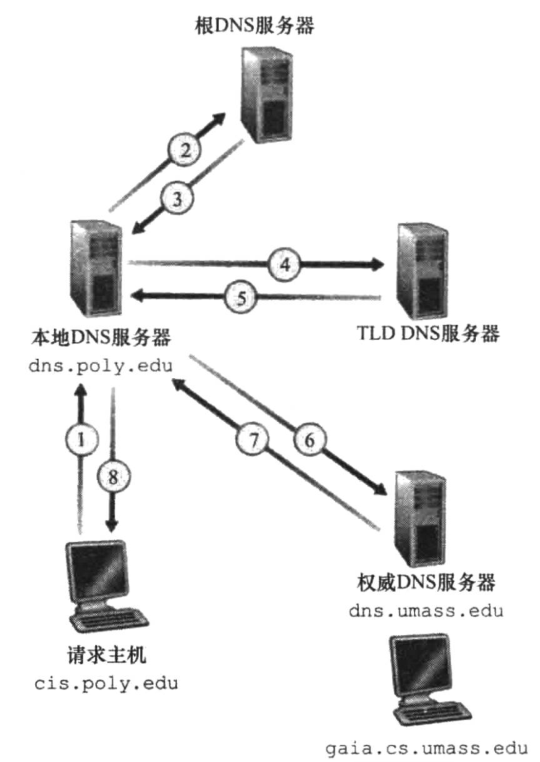 根DNS服务器
2
3
4
5
本地DNS服务器
dns.poly.edu
TLD DNS服务器
1
8
7
6
权威DNS服务器
dns.umass.edu
请求主机
cis.poly.edu
gaia.cs.umass.edu